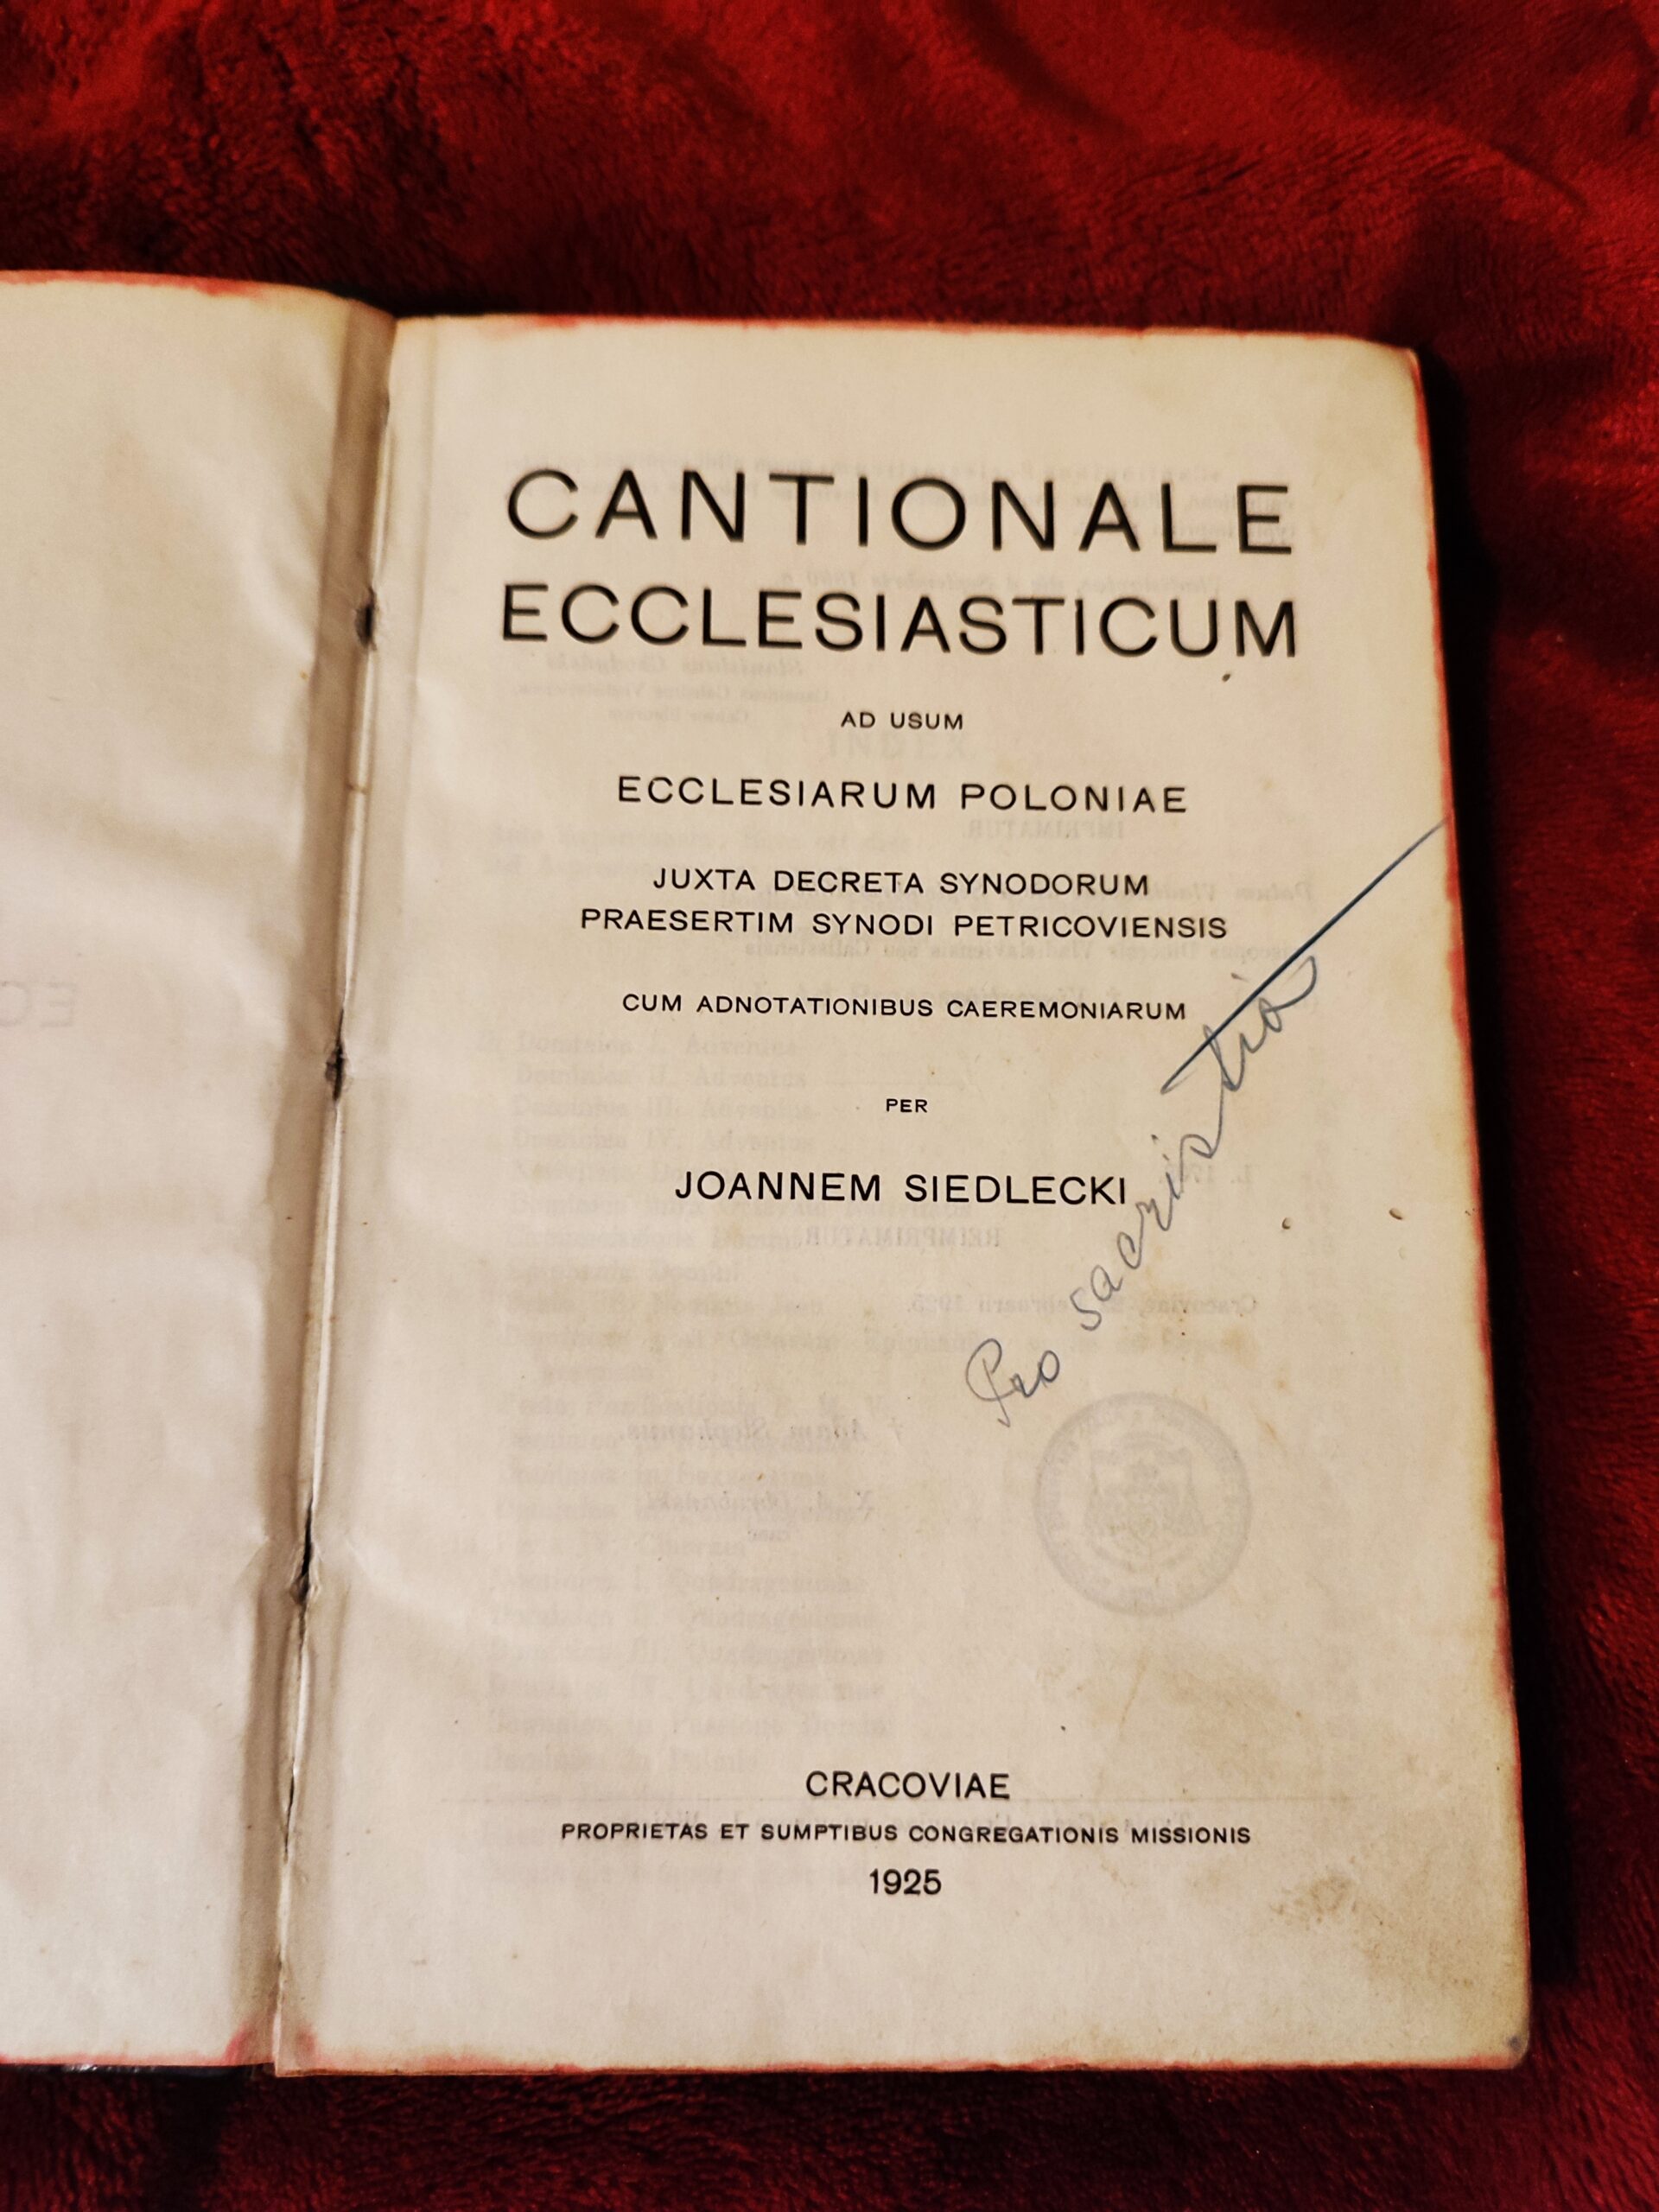 CANTIONALE
ECCLESIASTICUM
AD USUM
ECCLESIARUM POLONIAE
JUXTA DECRETA SYNODORUM
PRAESERTIM SYNODI PETRICOVIENSIS
CUM ADNOTATIONIBUS CAEREMONIARUM
PER
JOANNEM SIEDLECKI
Pro sacristia
CRACOVIAE
PROPRIETAS ET SUMPTIBUS CONGREGATIONIS MISSIONIS
1925